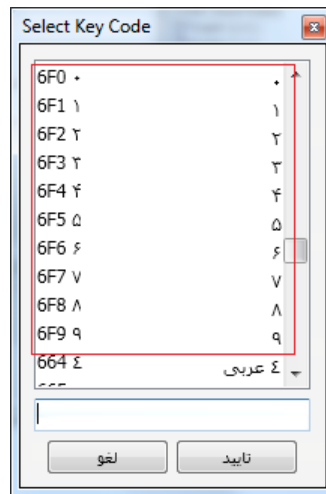 Select Key Code
6F0 ۰ ۰
6F1 ۱ ۱
6F2 ۲ ۲
6F3 ۳ ۳
6F4 ۴ ۴
6F5 ۵ ۵
6F6 ۶ ۶
6F7 ۷ ۷
6F8 ۸ ۸
6F9 ۹ ۹
664 ٤ ٤ عربی
لغو تایید